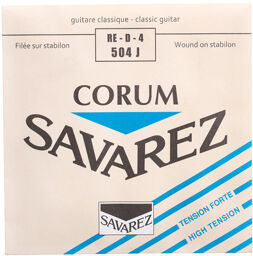 guitare classique - classic guitar
Filée sur stabilon
RE - D - 4
504 J
Wound on stabilon
CORUM
SAVAREZ
SAVAREZ
TENSION FORTE
HIGH TENSION